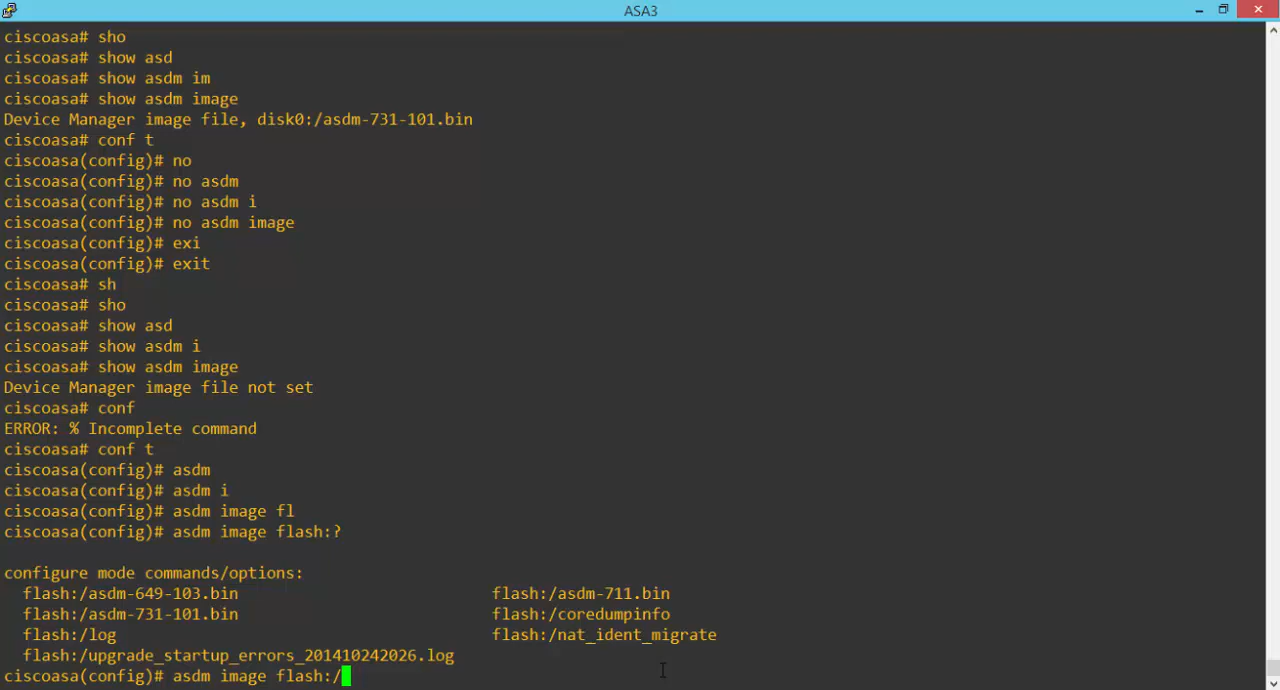 ASA3
ciscoasa# sho
ciscoasa# show asd
ciscoasa# show asdm im
ciscoasa# show asdm image
Device Manager image file, disk0:/asdm-731-101.bin
ciscoasa# conf t
ciscoasa(config)# no
ciscoasa(config)# no asdm
ciscoasa(config)# no asdm i
ciscoasa(config)# no asdm image
ciscoasa(config)# exi
ciscoasa(config)# exit
ciscoasa# sh
ciscoasa# sho
ciscoasa# show asd
ciscoasa# show asdm i
ciscoasa# show asdm image
Device Manager image file not set
ciscoasa# conf
ERROR: % Incomplete command
ciscoasa# conf t
ciscoasa(config)# asdm
ciscoasa(config)# asdm i
ciscoasa(config)# asdm image fl
ciscoasa(config)# asdm image flash:?
configure mode commands/options:
flash:/asdm-649-103.bin flash:/asdm-711.bin
flash:/asdm-731-101.bin flash:/coredumpinfo
flash:/log flash:/nat_ident_migrate
flash:/upgrade_startup_errors_201410242026.log
ciscoasa(config)# asdm image flash:/